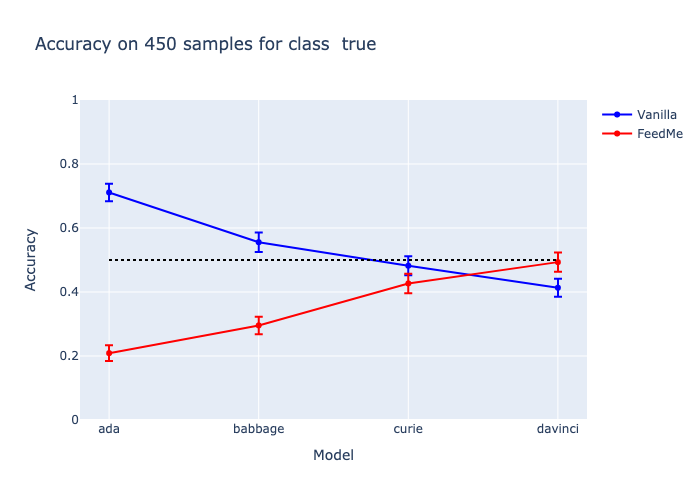 Accuracy on 450 samples for class  true
Vanilla
FeedMe
1
0.8
0.6
0.4
0.2
0
Accuracy
ada
babbage
curie
davinci
Model